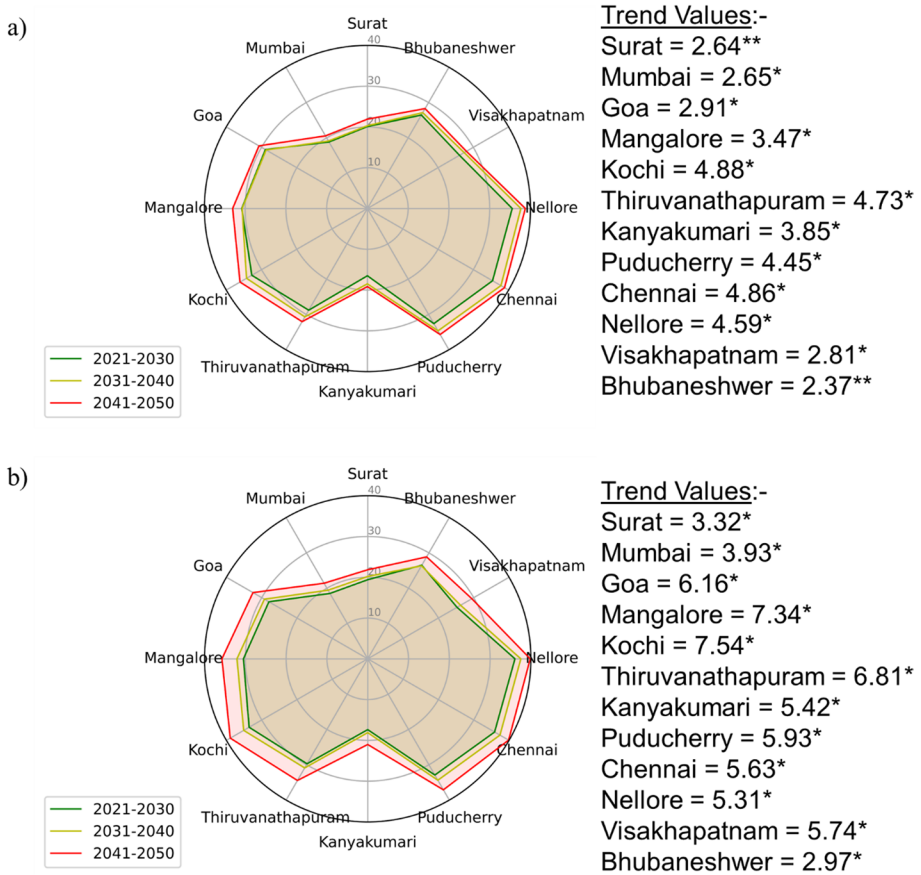 a)
Surat
40
Bhubaneshwer
Mumbai
30
Goa
20
Visakhapatnam
10
Mangalore
Nellore
Kochi
Chennai
Thiruvanathapuram
Puducherry
Kanyakumari
2021-2030
2031-2040
2041-2050
Trend Values:-
Surat = 2.64**
Mumbai = 2.65*
Goa = 2.91*
Mangalore = 3.47*
Kochi = 4.88*
Thiruvanathapuram = 4.73*
Kanyakumari = 3.85*
Puducherry = 4.45*
Chennai = 4.86*
Nellore = 4.59*
Visakhapatnam = 2.81*
Bhubaneshwer = 2.37**
b)
Surat
40
Bhubaneshwer
Mumbai
30
Goa
20
Visakhapatnam
10
Mangalore
Nellore
Kochi
Chennai
Thiruvanathapuram
Puducherry
Kanyakumari
2021-2030
2031-2040
2041-2050
Trend Values:-
Surat = 3.32*
Mumbai = 3.93*
Goa = 6.16*
Mangalore = 7.34*
Kochi = 7.54*
Thiruvanathapuram = 6.81*
Kanyakumari = 5.42*
Puducherry = 5.93*
Chennai = 5.63*
Nellore = 5.31*
Visakhapatnam = 5.74*
Bhubaneshwer = 2.97*